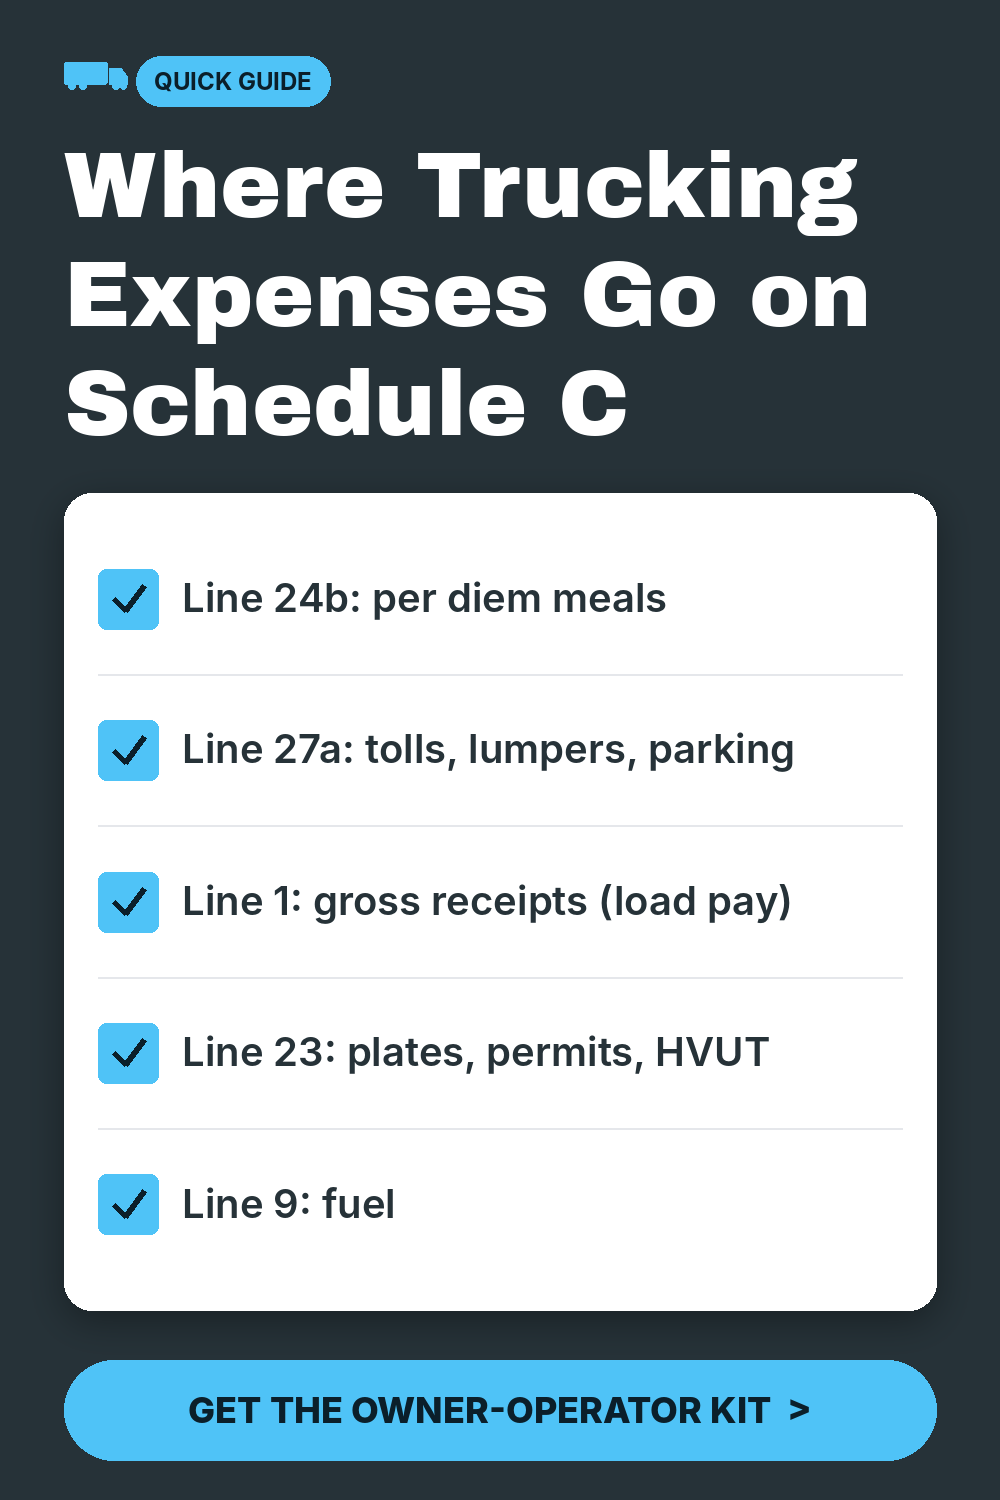 QUICK GUIDE
Where Trucking
Expenses Go on
Schedule C
Line 24b: per diem meals
Line 27a: tolls, lumpers, parking
Line 1: gross receipts (load pay)
Line 23: plates, permits, HVUT
Line 9: fuel
GET THE OWNER-OPERATOR KIT >